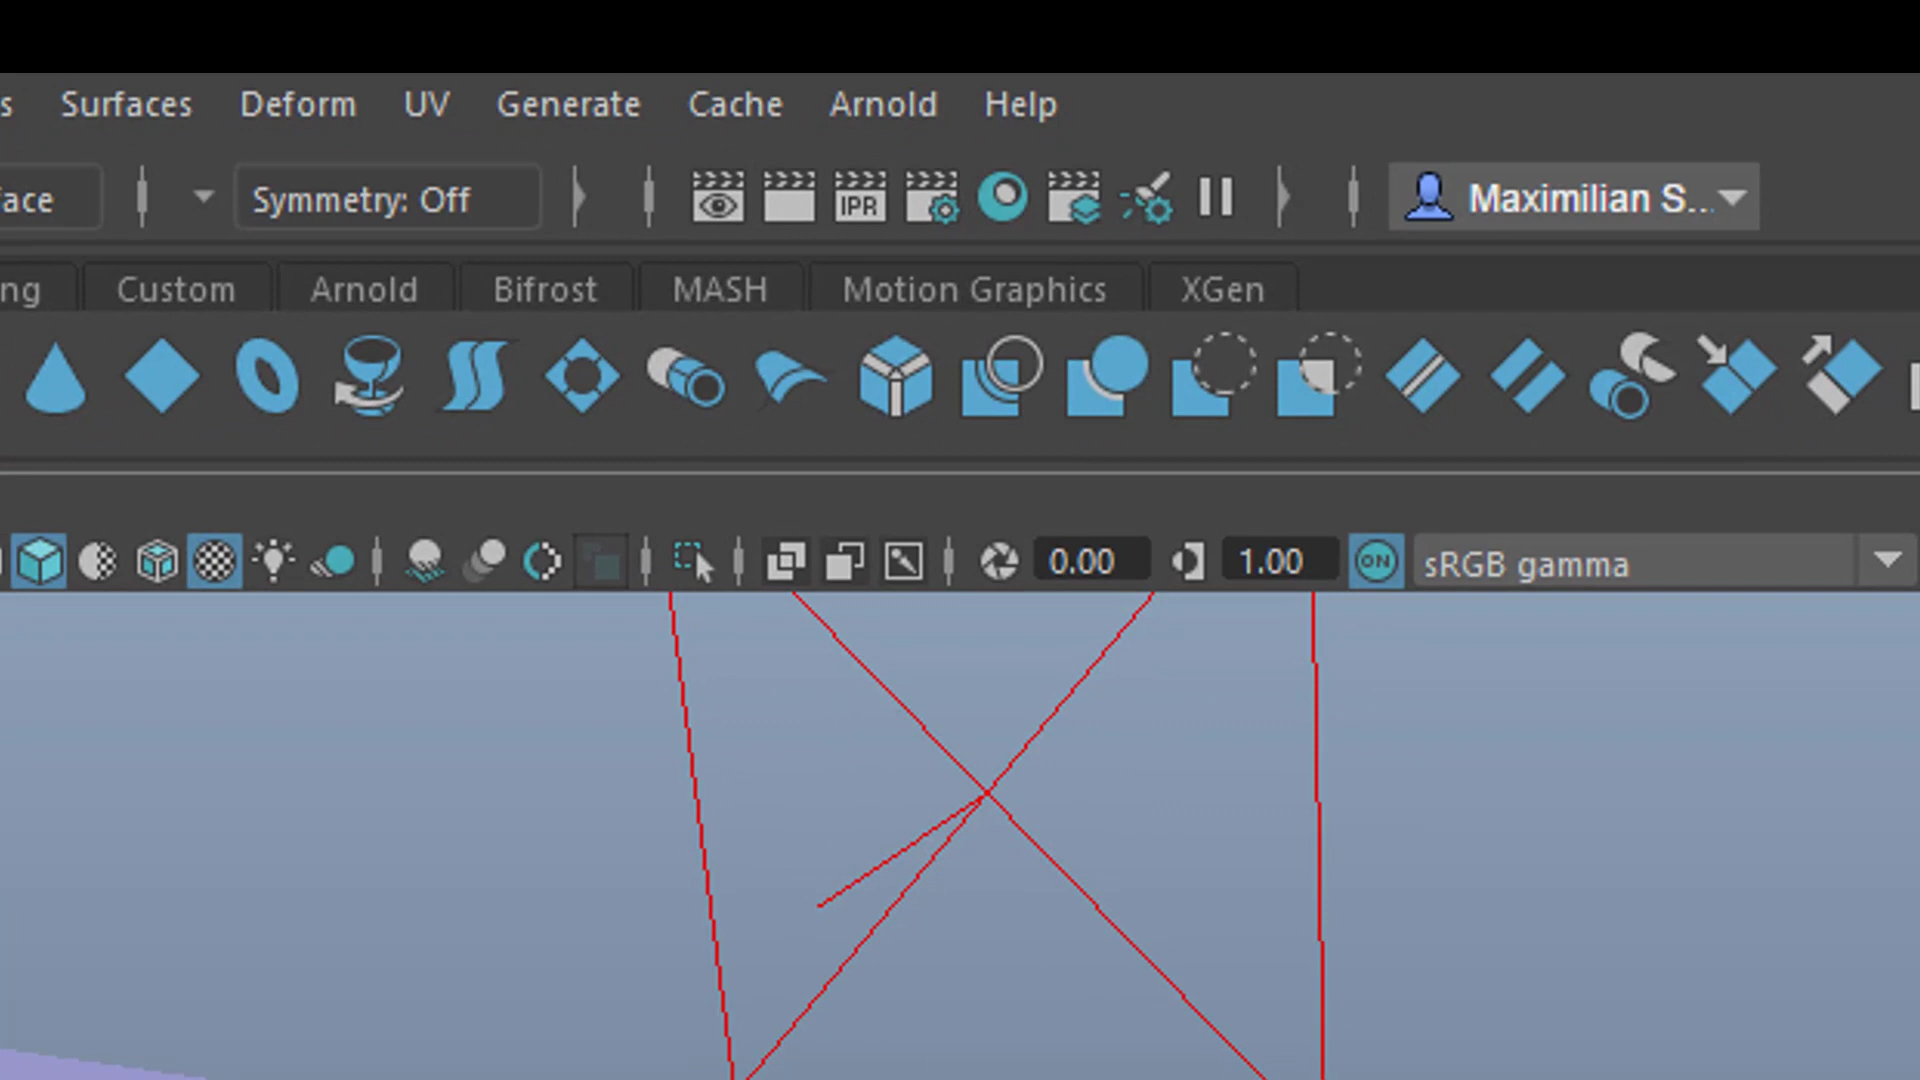 s Surfaces Deform UV Generate Cache Arnold Help
face Symmetry: Off IPR Maximilian S...
ng Custom Arnold Bifrost MASH Motion Graphics XGen
0.00 1.00 ON sRGB gamma